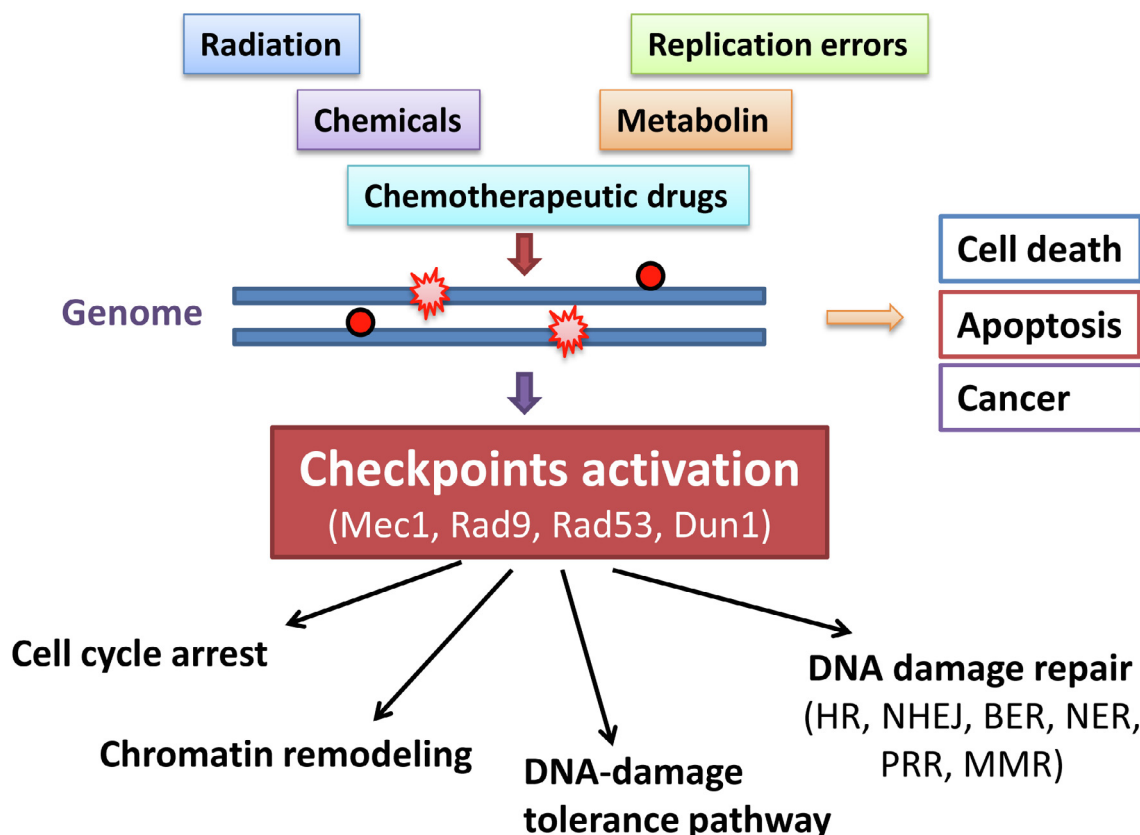 Radiation
Replication errors
Chemicals
Metabolin
Chemotherapeutic drugs
Genome
Cell death
Apoptosis
Cancer
Checkpoints activation
(Mec1, Rad9, Rad53, Dun1)
Cell cycle arrest
Chromatin remodeling
DNA-damage
tolerance pathway
DNA damage repair
(HR, NHEJ, BER, NER,
PRR, MMR)